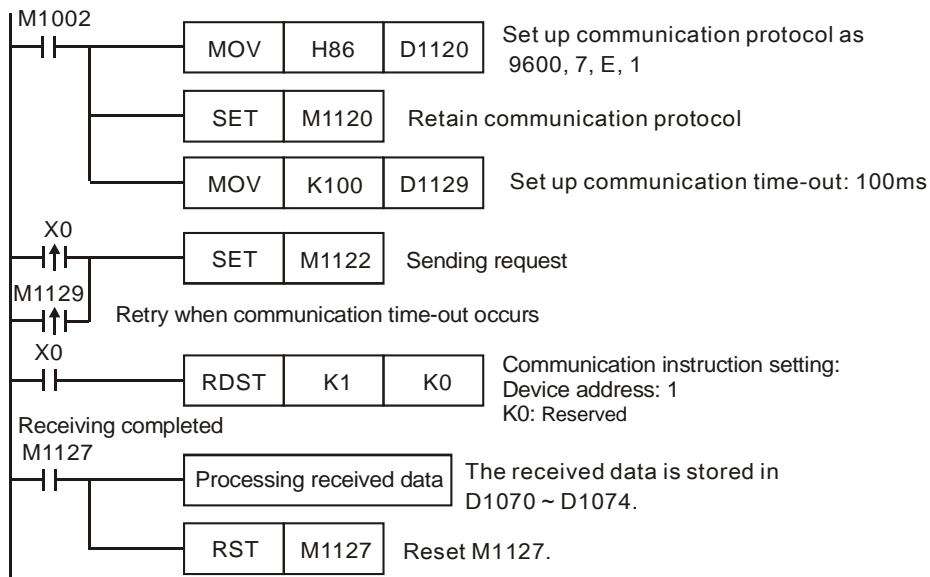 M1002
MOV H86 D1120 Set up communication protocol as
9600, 7, E, 1
SET M1120 Retain communication protocol
MOV K100 D1129 Set up communication time-out: 100ms
X0
SET M1122 Sending request
M1129
Retry when communication time-out occurs
X0
RDST K1 K0 Communication instruction setting:
Device address: 1
K0: Reserved
Receiving completed
M1127
Processing received data The received data is stored in
D1070 ~ D1074.
RST M1127 Reset M1127.